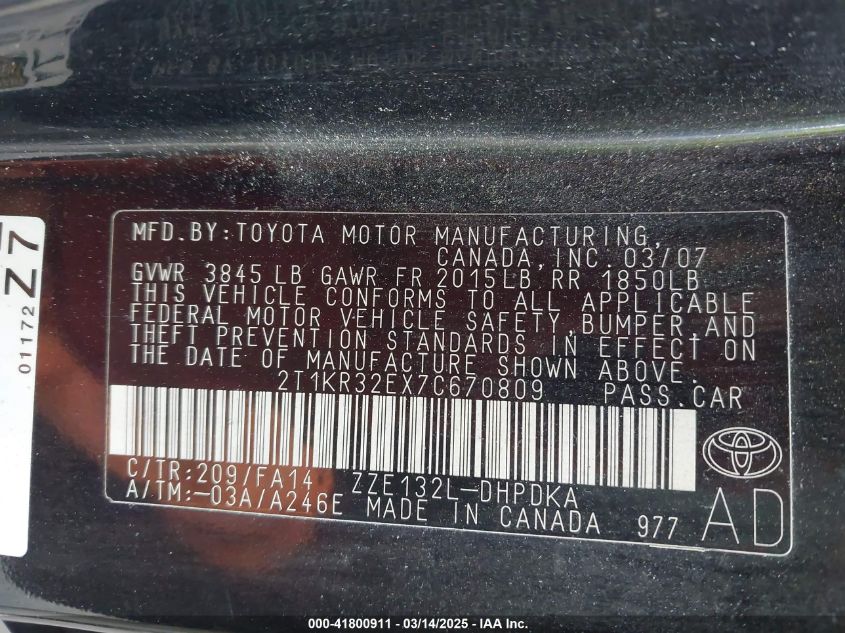 MFD.BY:TOYOTA MOTOR MANUFACTURING,
CANADA,INC.03/07
GVWR 3845 LB GAWR FR 2015LB RR 1850LB
THIS VEHICLE CONFORMS TO ALL APPLICABLE
FEDERAL MOTOR VEHICLE SAFETY,BUMPER,AND
THEFT PREVENTION STANDARDS IN EFFECT ON
THE DATE OF MANUFACTURE SHOWN ABOVE.
2T1KR32EX7C670809 PASS.CAR
C/TR:209/FA14 ZZE132L-DHPDKA
A/TM:-03A/A246E MADE IN CANADA 977
AD
01172
Z7
000-41800911 - 03/14/2025 - IAA Inc.